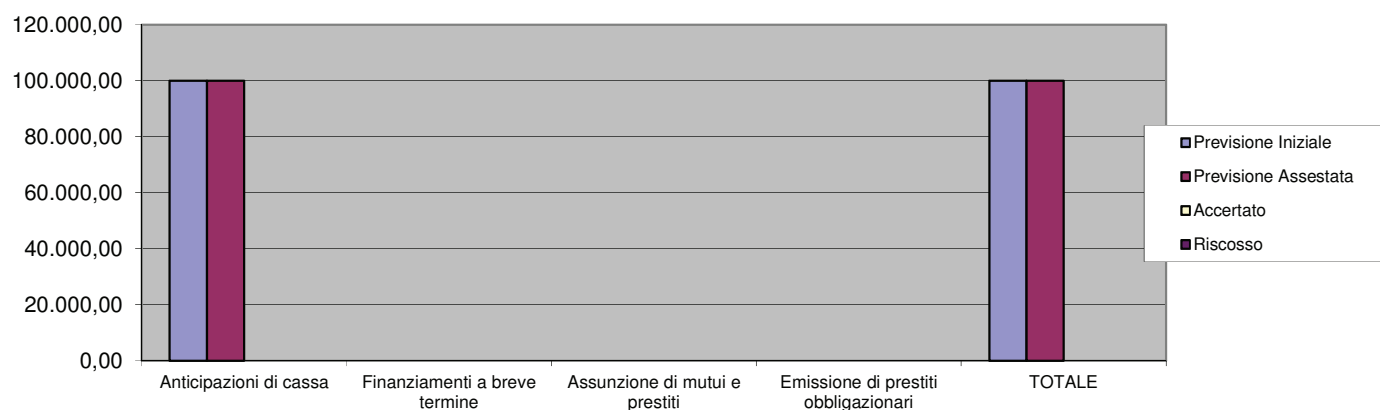 120.000,00
100.000,00
80.000,00
60.000,00
40.000,00
20.000,00
0,00
Anticipazioni di cassa
Finanziamenti a breve
termine
Assunzione di mutui e
prestiti
Emissione di prestiti
obbligazionari
TOTALE
Previsione Iniziale
Previsione Assestata
Accertato
Riscosso